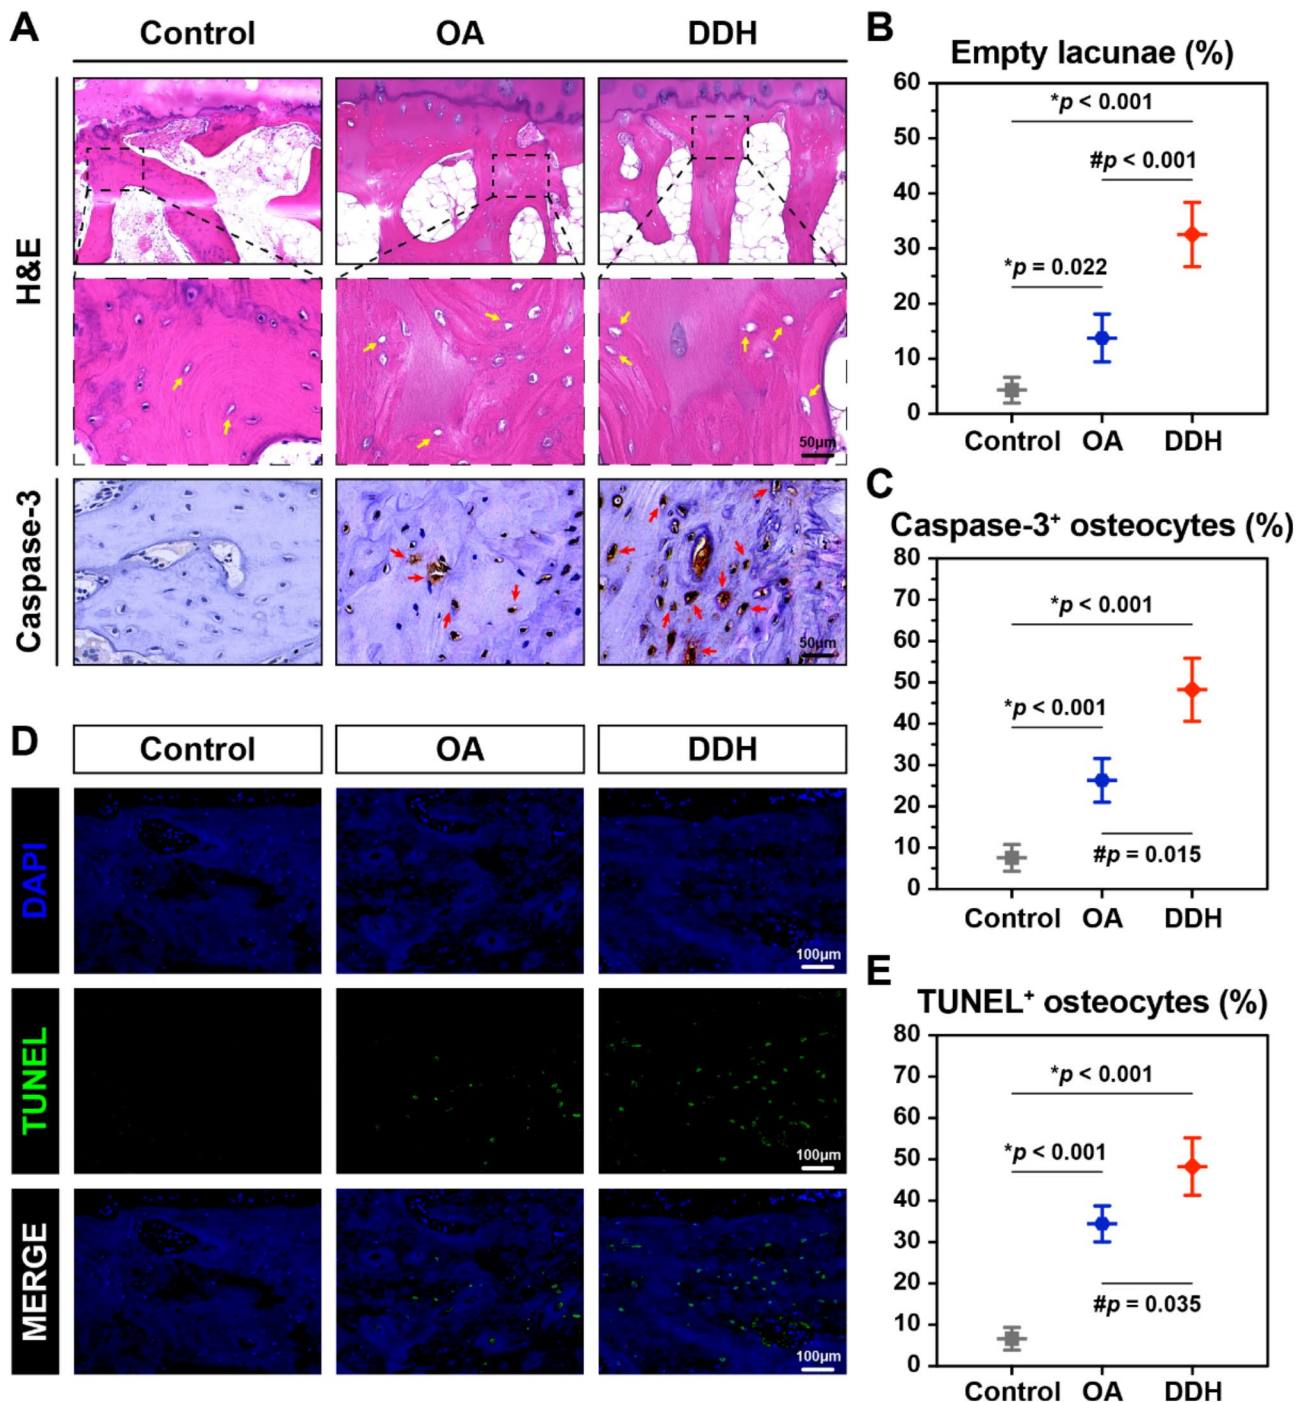 A
Control OA DDH
H&E
50μm
Caspase-3
50μm
B
Empty lacunae (%)
60
50
40
30
20
10
0
*p < 0.001
#p < 0.001
*p = 0.022
Control OA DDH
C
Caspase-3⁺ osteocytes (%)
80
70
60
50
40
30
20
10
0
*p < 0.001
*p < 0.001
#p = 0.015
Control OA DDH
D
Control OA DDH
DAPI
100μm
TUNEL
100μm
MERGE
100μm
E
TUNEL⁺ osteocytes (%)
80
70
60
50
40
30
20
10
0
*p < 0.001
*p < 0.001
#p = 0.035
Control OA DDH